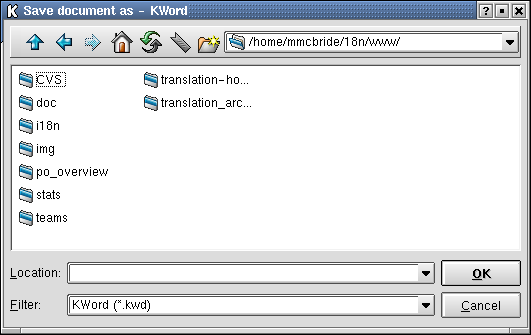 Save document as - KWord
/home/mmcbride/18n/www/
CVS
doc
i18n
img
po_overview
stats
teams
translation-ho...
translation_arc...
Location:
OK
Filter: KWord (*.kwd)
Cancel